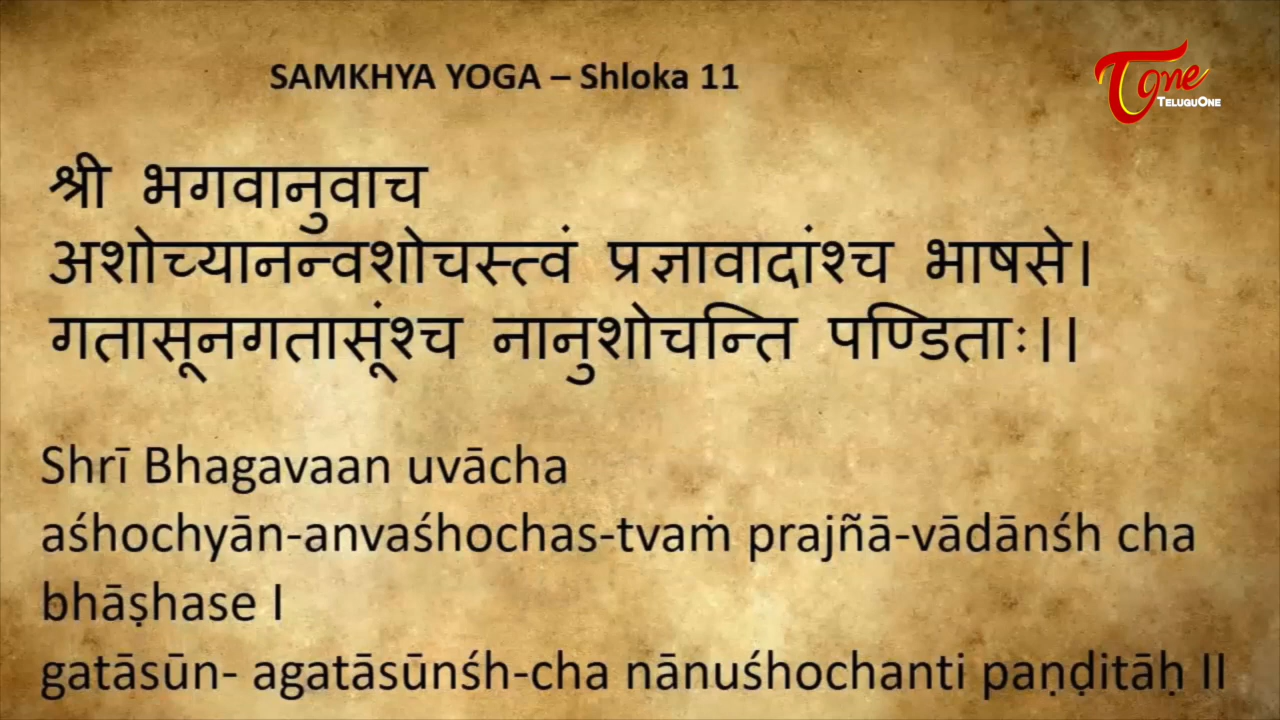 SAMKHYA YOGA – Shloka 11
Tone
TELUGUONE
श्री भगवानुवाच
अशोच्यानन्वशोचस्त्वं प्रज्ञावादांश्च भाषसे।
गतासूनगतासूंश्च नानुशोचन्ति पण्डिताः।।
Shrī Bhagavaan uvācha
aśhochyān-anvaśhochas-tvaṁ prajñā-vādānśh cha
bhāṣhase I
gatāsūn- agatāsūnśh-cha nānuśhochanti paṇḍitāḥ II